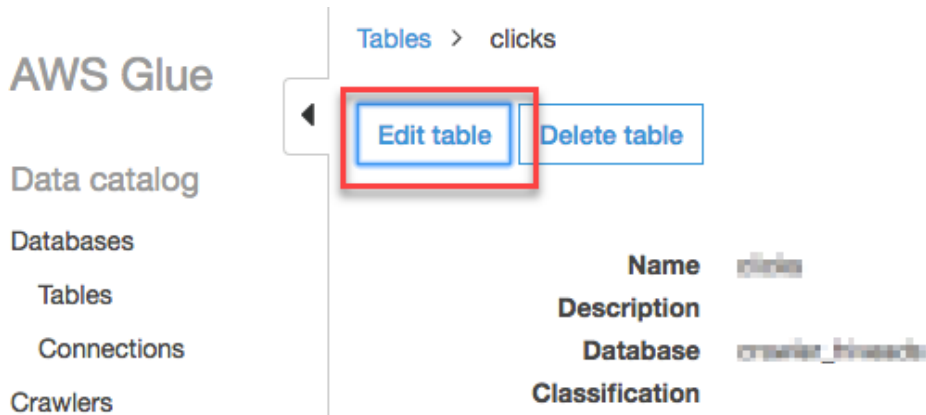 Tables > clicks
AWS Glue
Edit table
Delete table
Data catalog
Databases
Tables
Connections
Crawlers
Name
Description
Database
Classification